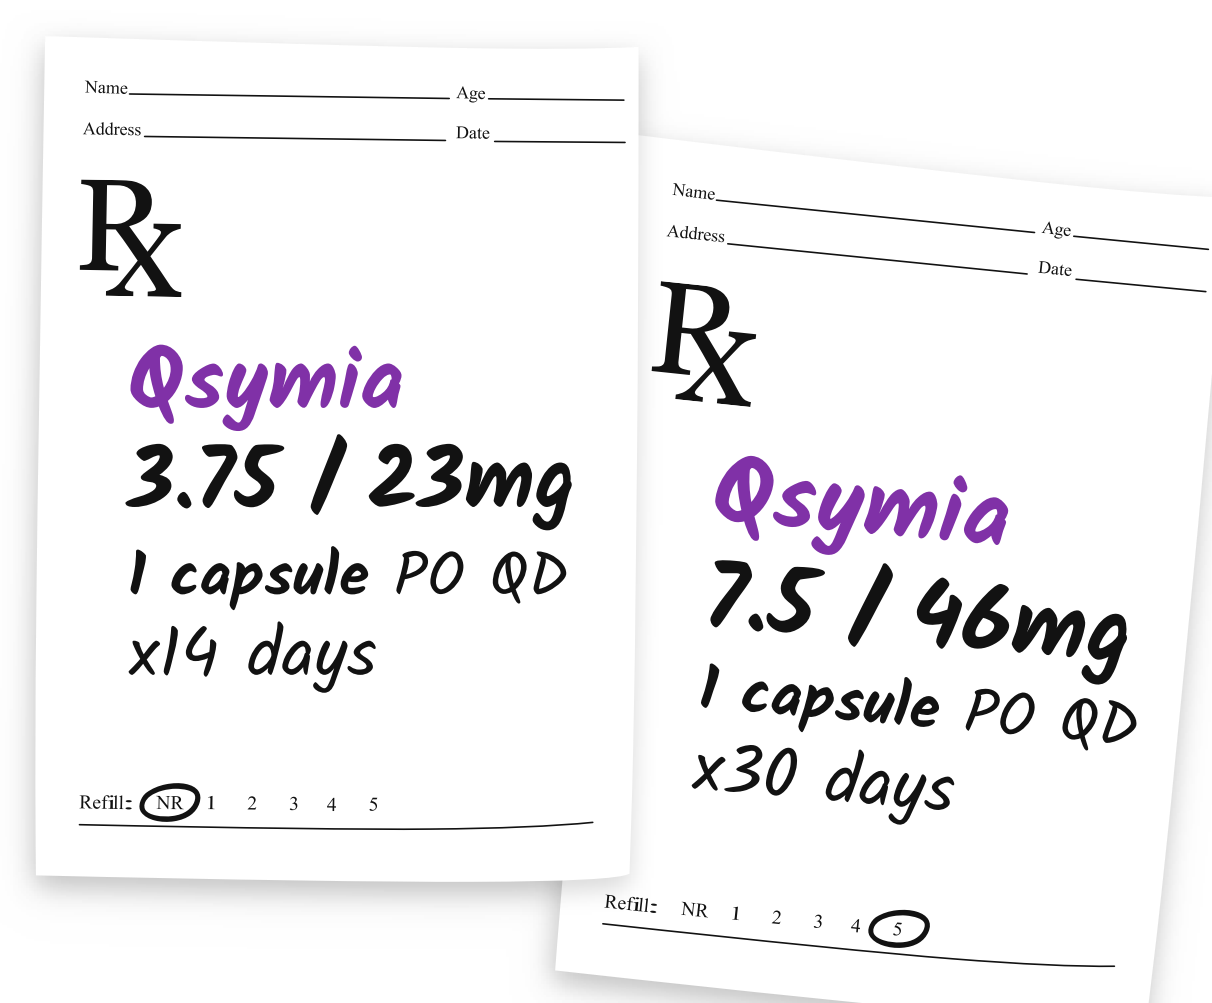 Name Age
Address Date
Rx
Qsymia
3.75 / 23mg
1 capsule PO QD
x14 days
Refill: NR 1 2 3 4 5
Name Age
Address Date
Rx
Qsymia
7.5 / 46mg
1 capsule PO QD
x30 days
Refill: NR 1 2 3 4 5